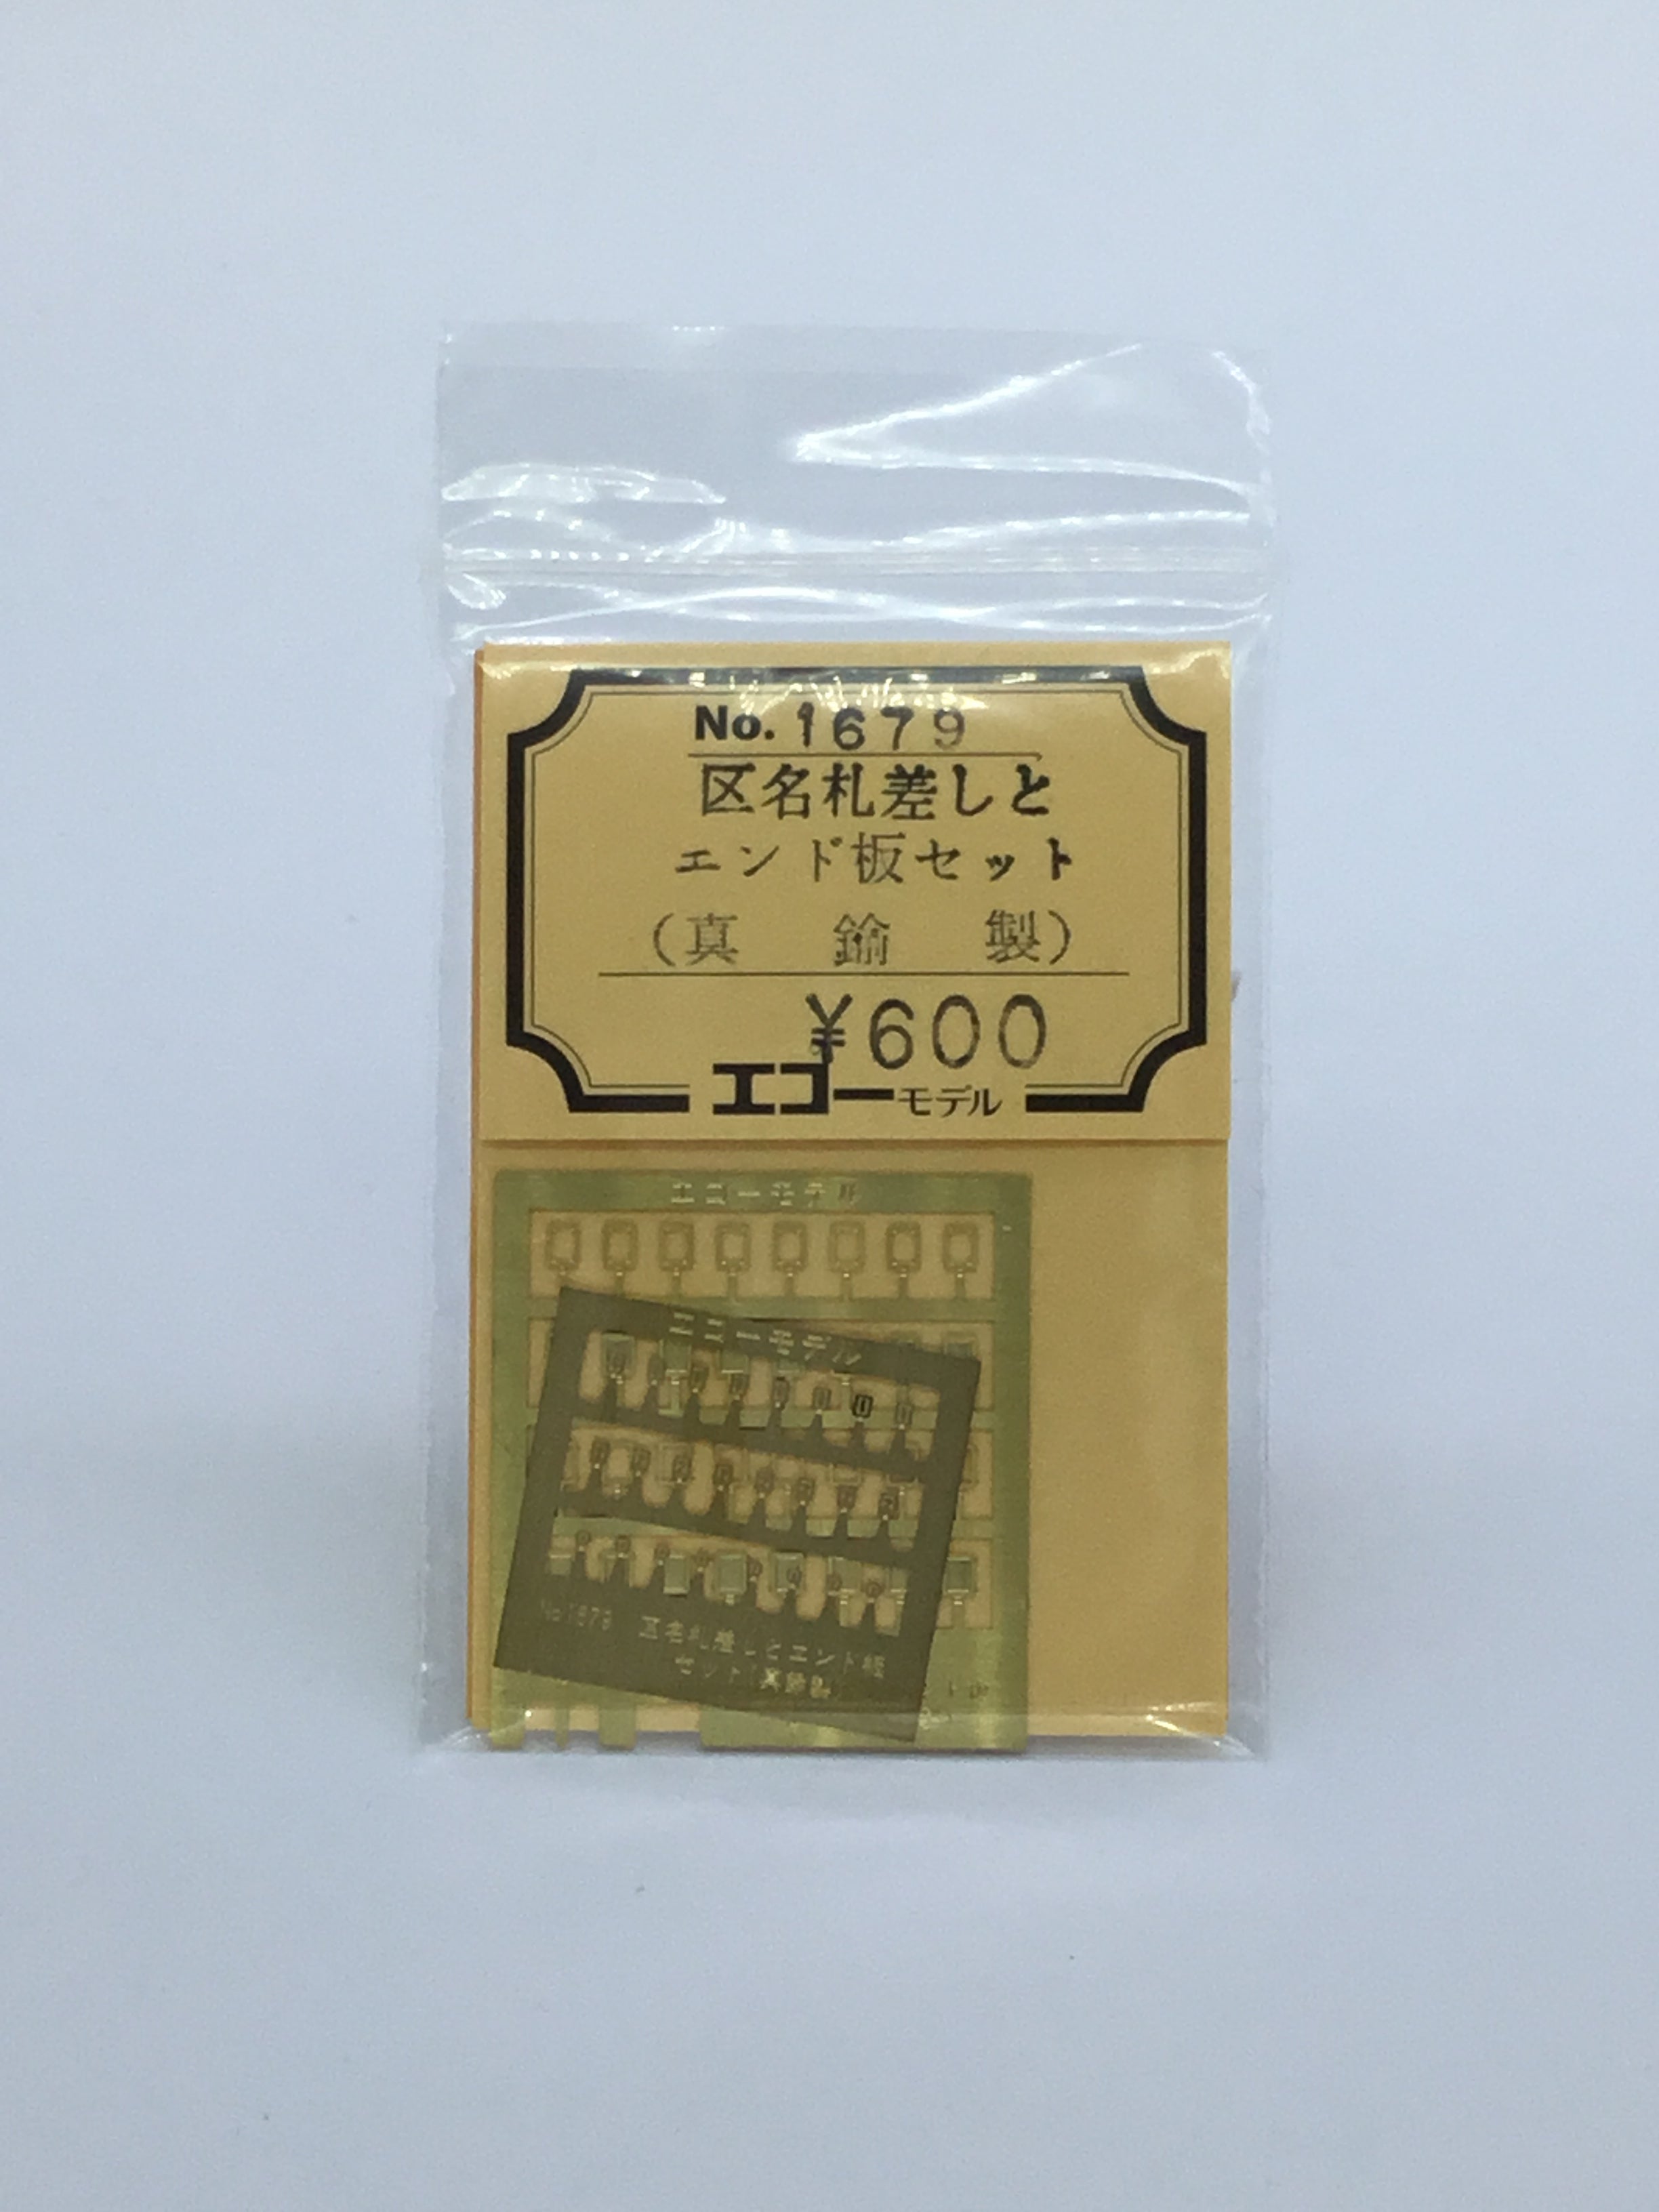 No.1679
区名札差しと
エンド板セット
(真鍮製)
¥600
エコーモデル
エコーモデル
エコーモデル
No.1679 区名札差しとエンド板
セット(真鍮製)